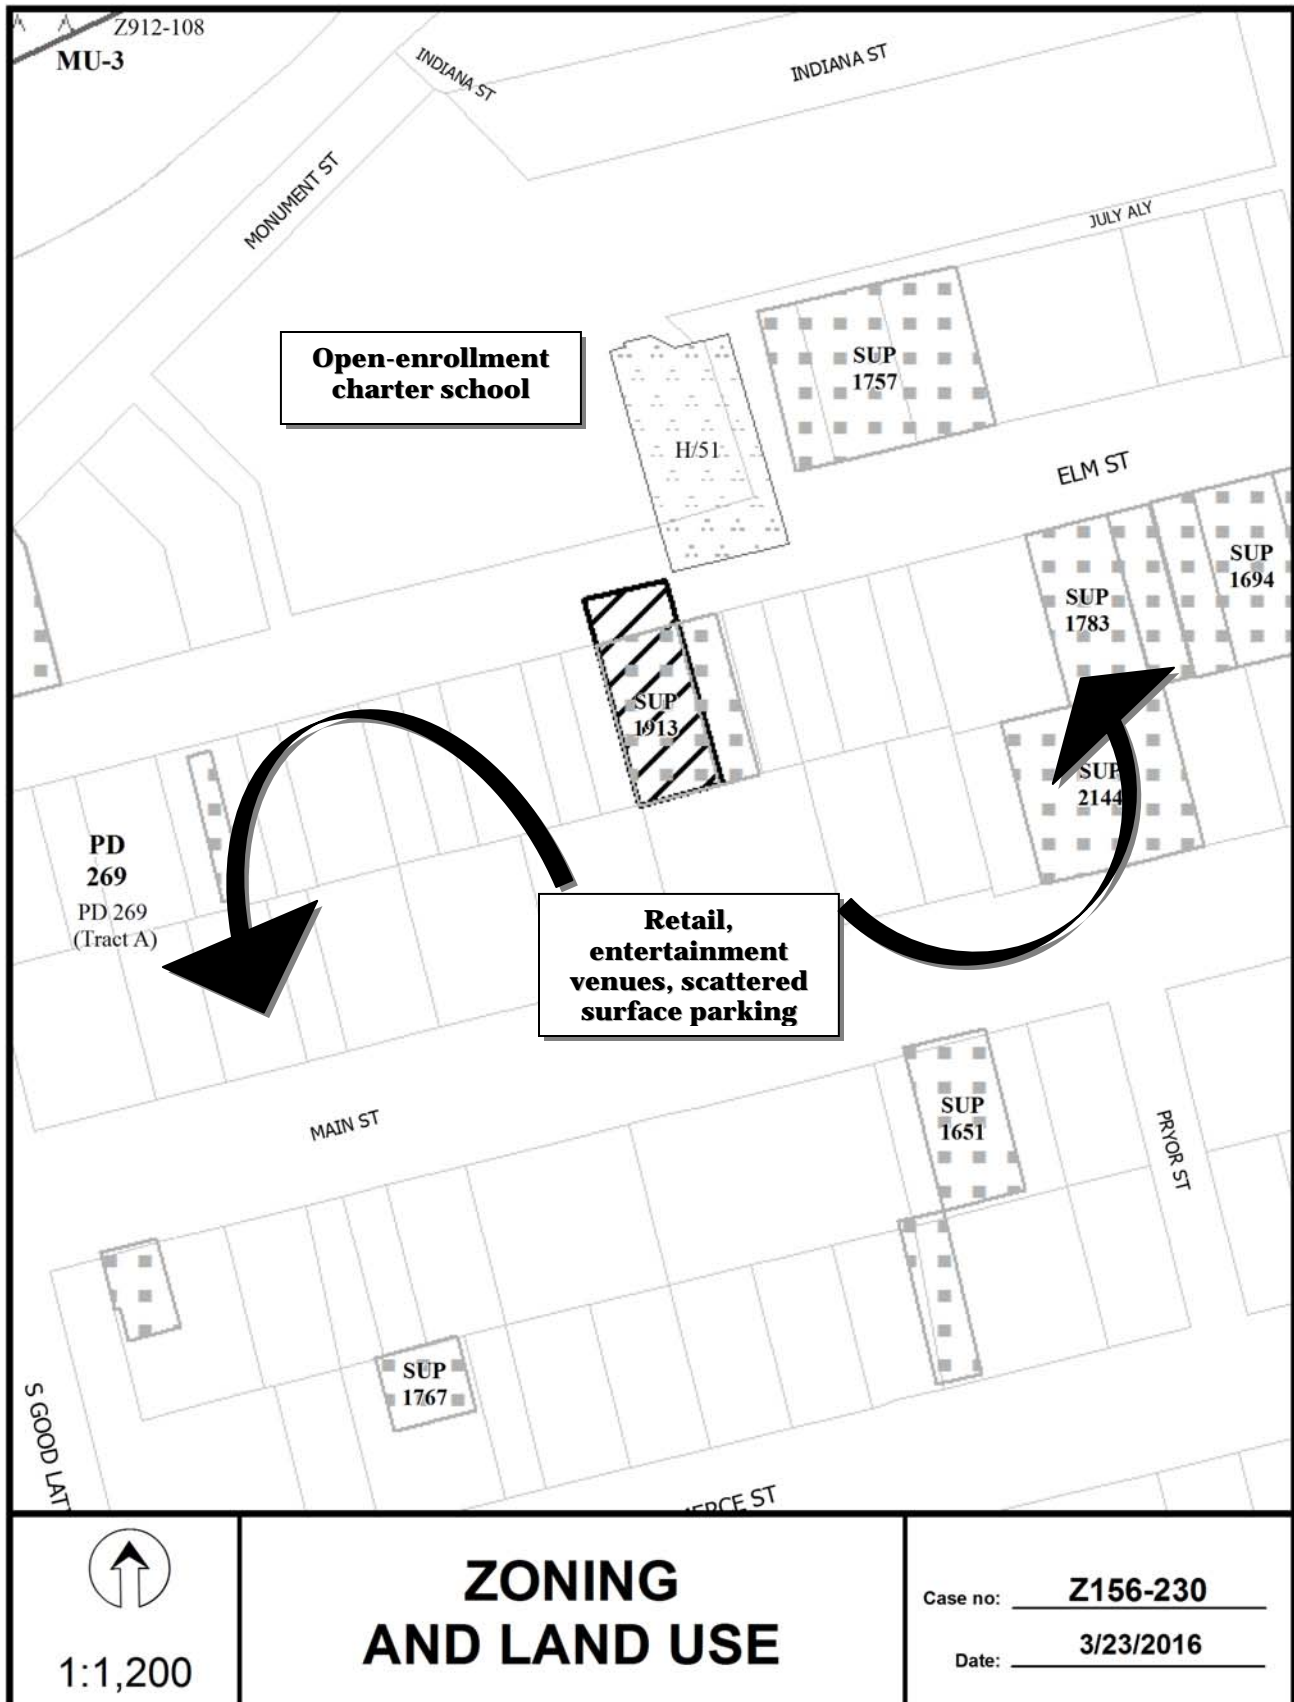 Z912-108
MU-3
INDIANA ST
INDIANA ST
MONUMENT ST
JULY ALY
Open-enrollment
charter school
SUP
1757
H/51
ELM ST
SUP
1694
SUP
1783
SUP
1913
SUP
2144
PD
269
PD 269
(Tract A)
Retail,
entertainment
venues, scattered
surface parking
SUP
1651
MAIN ST
PRYOR ST
SUP
1767
S GOOD LAT
MERCE ST
1:1,200
ZONING
AND LAND USE
Case no: Z156-230
Date: 3/23/2016